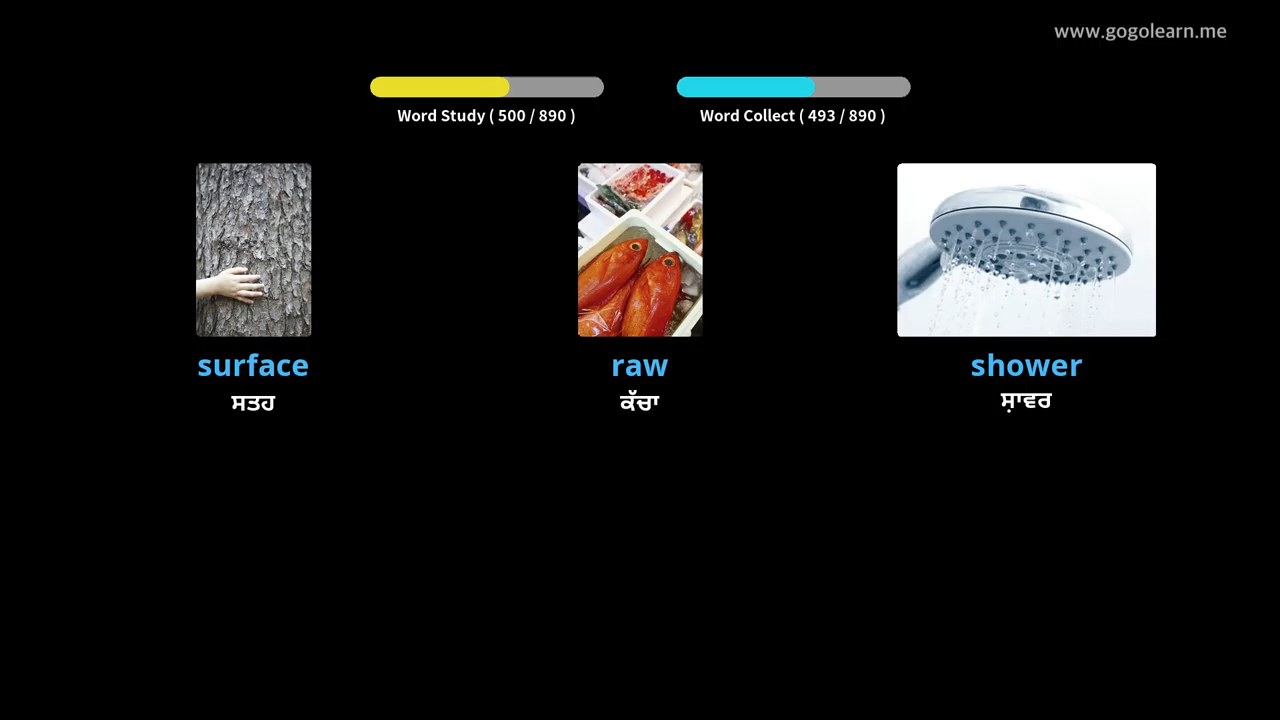 www.gogolearn.me
Word Study ( 500 / 890 )
Word Collect ( 493 / 890 )
surface
raw
shower
ਸਤਹ
ਕੱਚਾ
ਸ਼ਾਵਰ